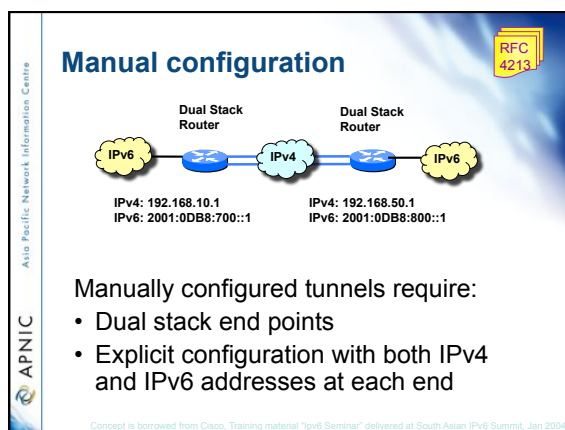 Manual configuration
RFC
4213
Dual Stack
Router
Dual Stack
Router
IPv6
IPv4
IPv6
IPv4: 192.168.10.1
IPv6: 2001:0DB8:700::1
IPv4: 192.168.50.1
IPv6: 2001:0DB8:800::1
Manually configured tunnels require:
• Dual stack end points
• Explicit configuration with both IPv4
and IPv6 addresses at each end
Asia Pacific Network Information Centre
APNIC
Concept is borrowed from Cisco, Training material "Ipv6 Seminar" delivered at South Asian IPv6 Summit, Jan 2004